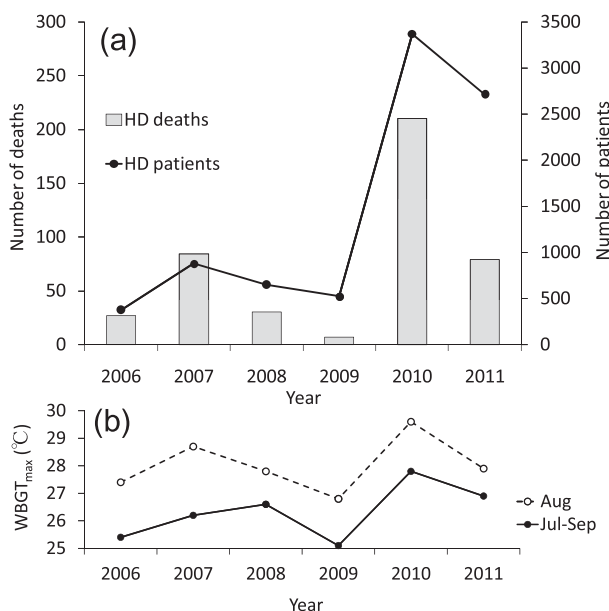 (a)
300
250
200
150
100
50
0
Number of deaths
HD deaths
HD patients
3500
3000
2500
2000
1500
1000
500
0
Number of patients
2006 2007 2008 2009 2010 2011
Year
(b)
30
29
28
27
26
25
WBGTmax (℃)
Aug
Jul-Sep
2006 2007 2008 2009 2010 2011
Year